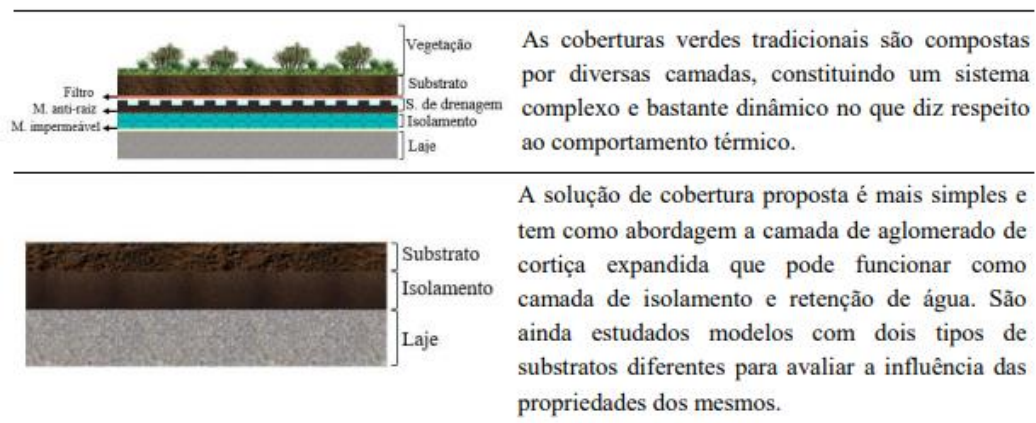 Vegetação
Substrato
Filtro
S. de drenagem
M. anti-raiz
Isolamento
M. impermeável
Laje
As coberturas verdes tradicionais são compostas
por diversas camadas, constituindo um sistema
complexo e bastante dinâmico no que diz respeito
ao comportamento térmico.
Substrato
Isolamento
Laje
A solução de cobertura proposta é mais simples e
tem como abordagem a camada de aglomerado de
cortiça expandida que pode funcionar como
camada de isolamento e retenção de água. São
ainda estudados modelos com dois tipos de
substratos diferentes para avaliar a influência das
propriedades dos mesmos.